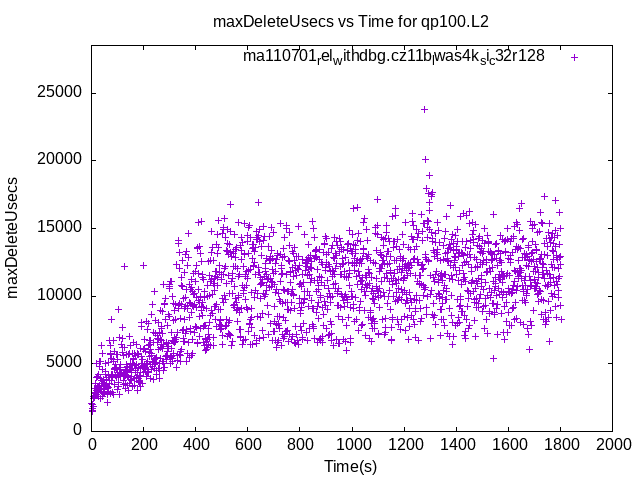 maxDeleteUsecs vs Time for qp100.L2
ma110701relwithdbg.cz11bwas4ksic32r128
25000
20000
15000
10000
5000
0
maxDeleteUsecs
0 200 400 600 800 1000 1200 1400 1600 1800 2000
Time(s)